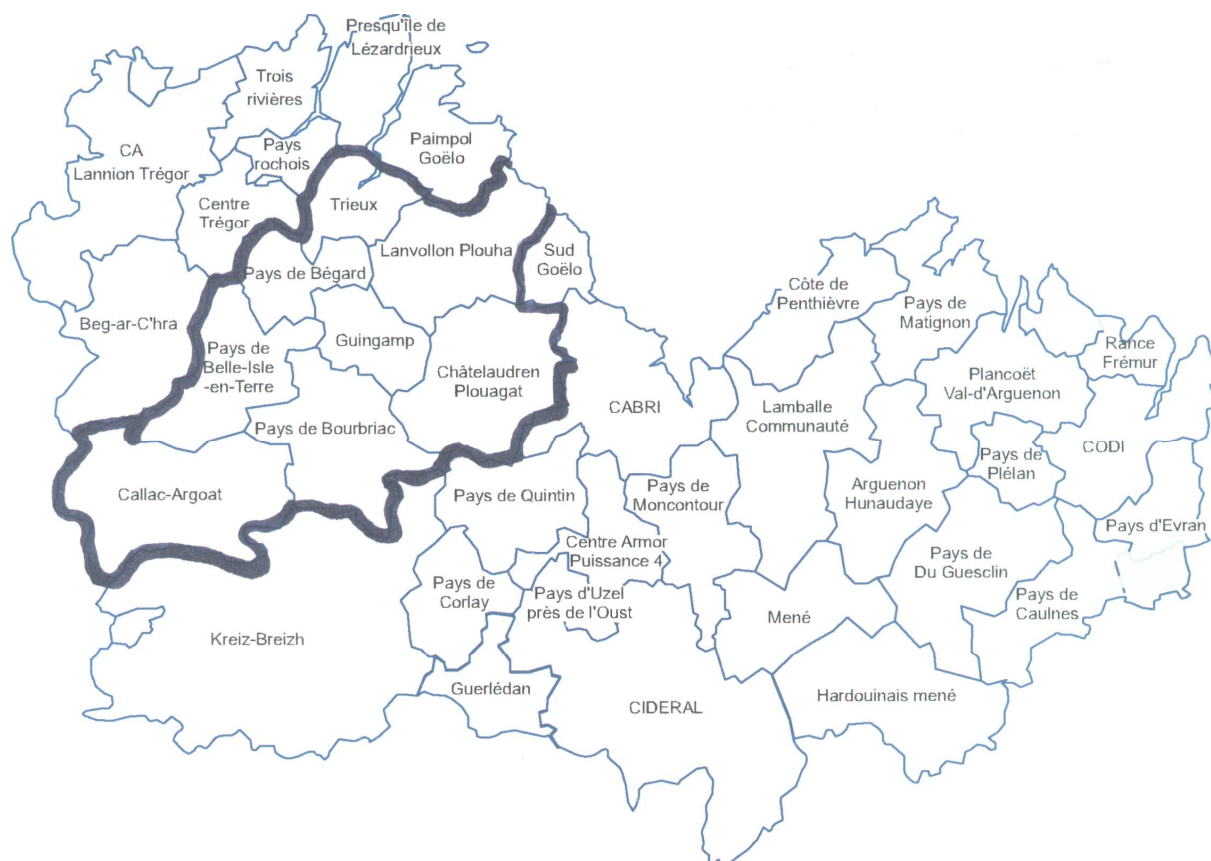 Presqu'île de
Lézardrieux
Trois
rivières
CA
Lannion Trégor
Pays
rochois
Paimpol
Goëlo
Centre
Trégor
Trieux
Lanvollon Plouha
Sud
Goëlo
Pays de Bégard
Beg-ar-C'hra
Pays de
Belle-Isle
-en-Terre
Guingamp
Châtelaudren
Plouagat
Pays de Bourbriac
Callac-Argoat
Côte de
Penthièvre
Pays de
Matignon
Rance
Frémur
Plancoët
Val-d'Arguenon
CABRI
Lamballe
Communauté
Pays de
Plélan
CODI
Pays de Quintin
Pays de
Moncontour
Arguenon
Hunaudaye
Pays d'Evran
Centre Armor
Puissance 4
Pays de
Du Guesclin
Pays de
Corlay
Pays d'Uzel
près de l'Oust
Mené
Pays de
Caulnes
Kreiz-Breizh
Guerlédan
CIDERAL
Hardouinais mené